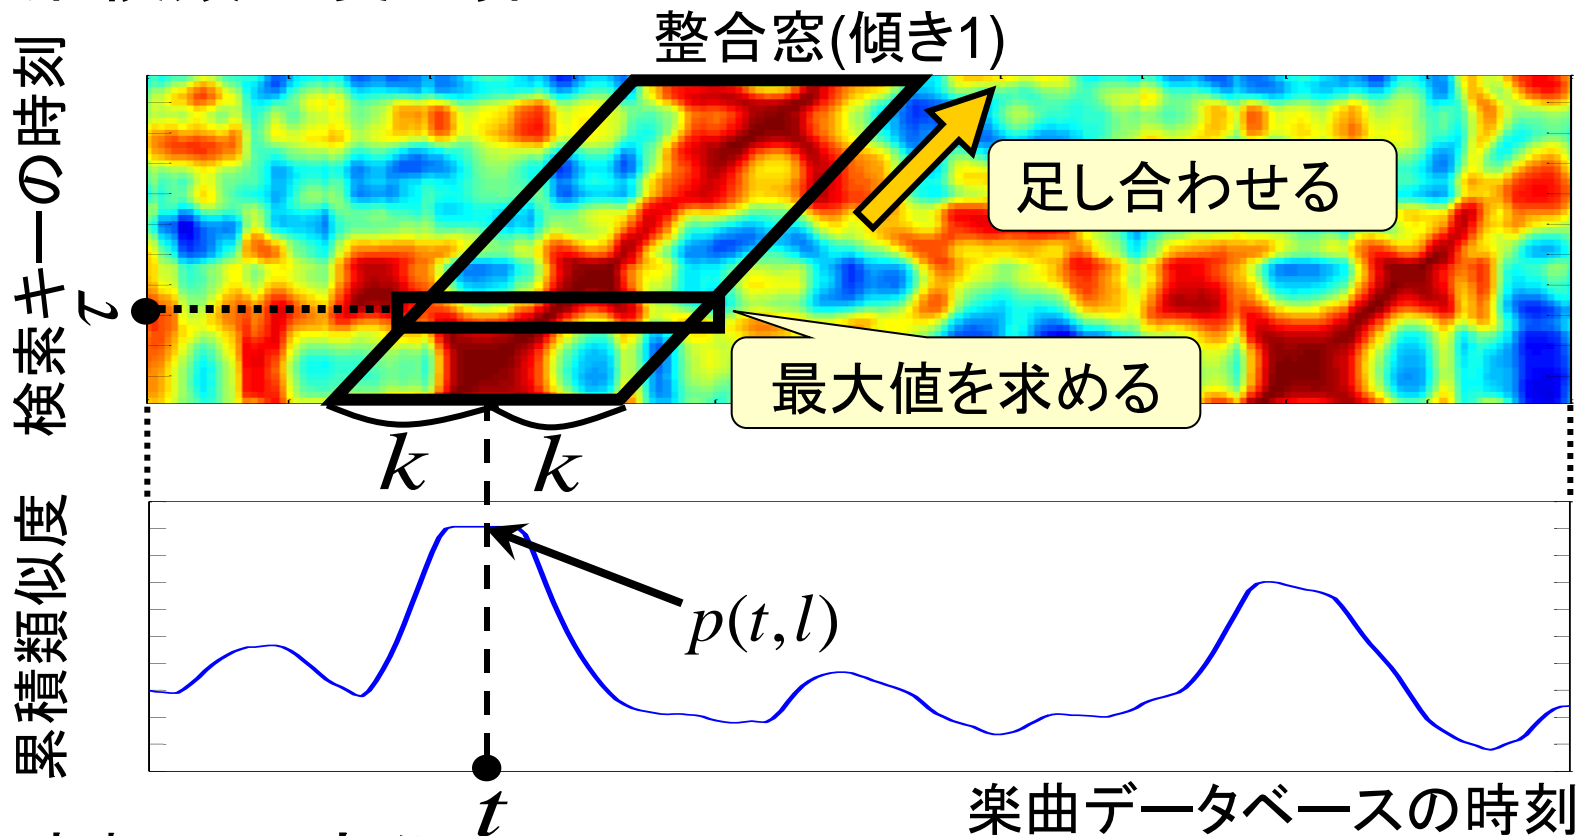 整合窓(傾き1)
検索キーの時刻
τ
足し合わせる
最大値を求める
k
k
累積類似度
p(t,l)
t
楽曲データベースの時刻